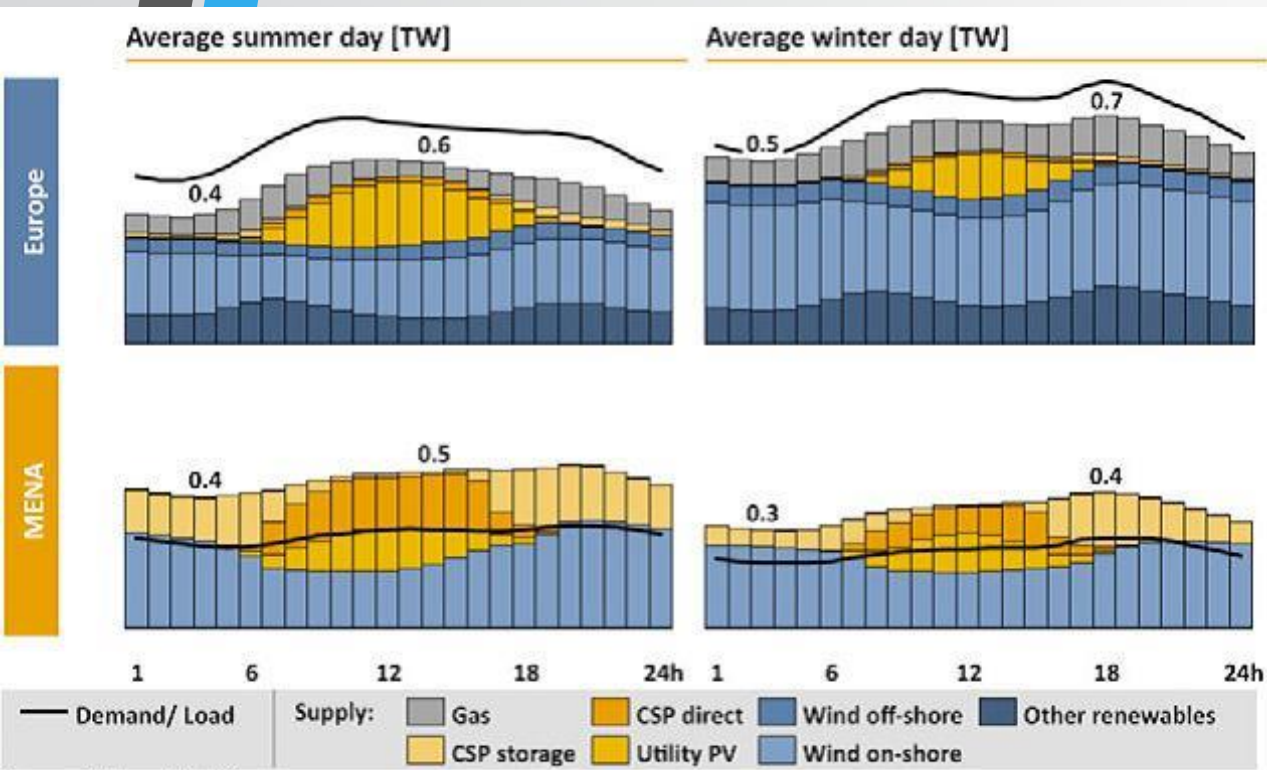 Average summer day [TW]
Average winter day [TW]
Europe
0.4
0.6
0.5
0.7
MENA
0.4
0.5
0.3
0.4
1 6 12 18 24h
1 6 12 18 24h
Demand/ Load
Supply:
Gas
CSP direct
Wind off-shore
Other renewables
CSP storage
Utility PV
Wind on-shore